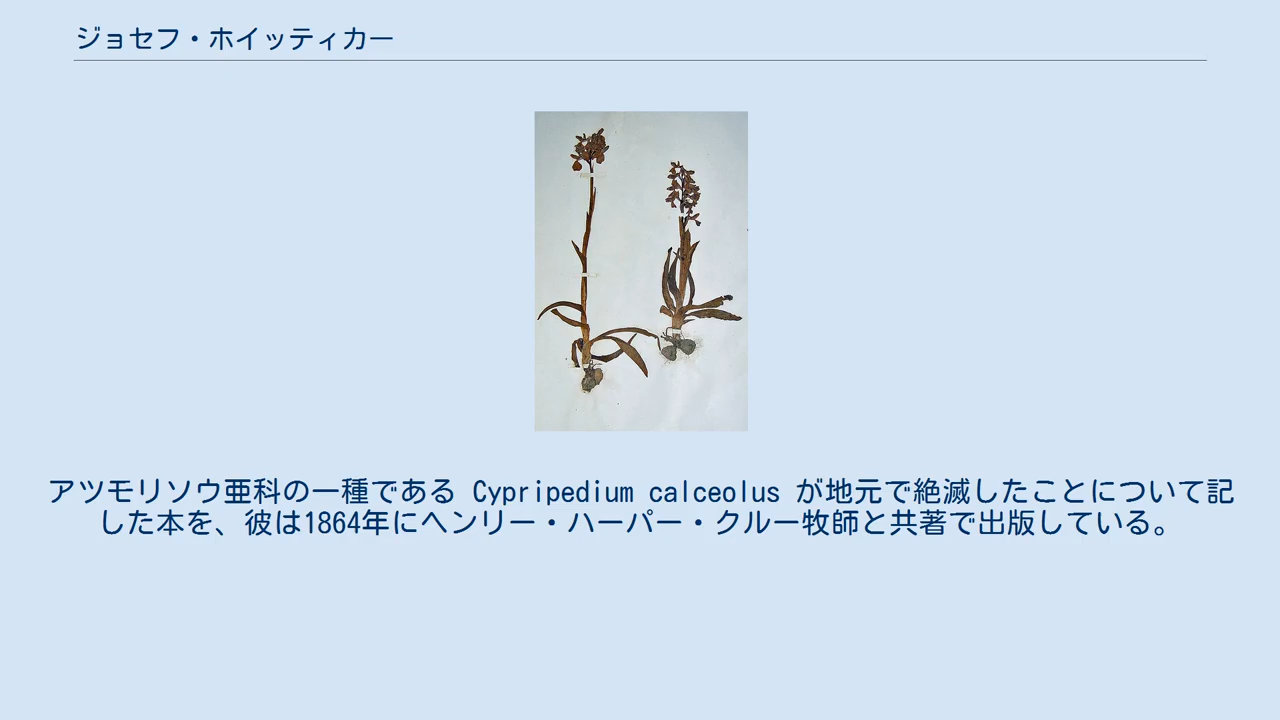 ジョセフ・ホイッティカー
アツモリソウ亜科の一種である Cypripedium calceolus が地元で絶滅したことについて記
した本を、彼は1864年にヘンリー・ハーパー・クルー牧師と共著で出版している。